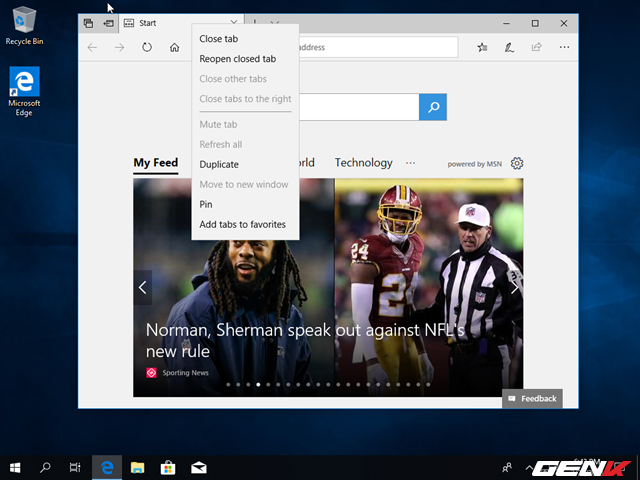 Recycle Bin
Microsoft
Edge
Start
Close tab
Reopen closed tab
Close other tabs
Close tabs to the right
Mute tab
Refresh all
Duplicate
Move to new window
Pin
Add tabs to favorites
address
My Feed
Technology
powered by MSN
24
NFL
Norman, Sherman speak out against NFL's
new rule
Sporting News
Feedback
GENK